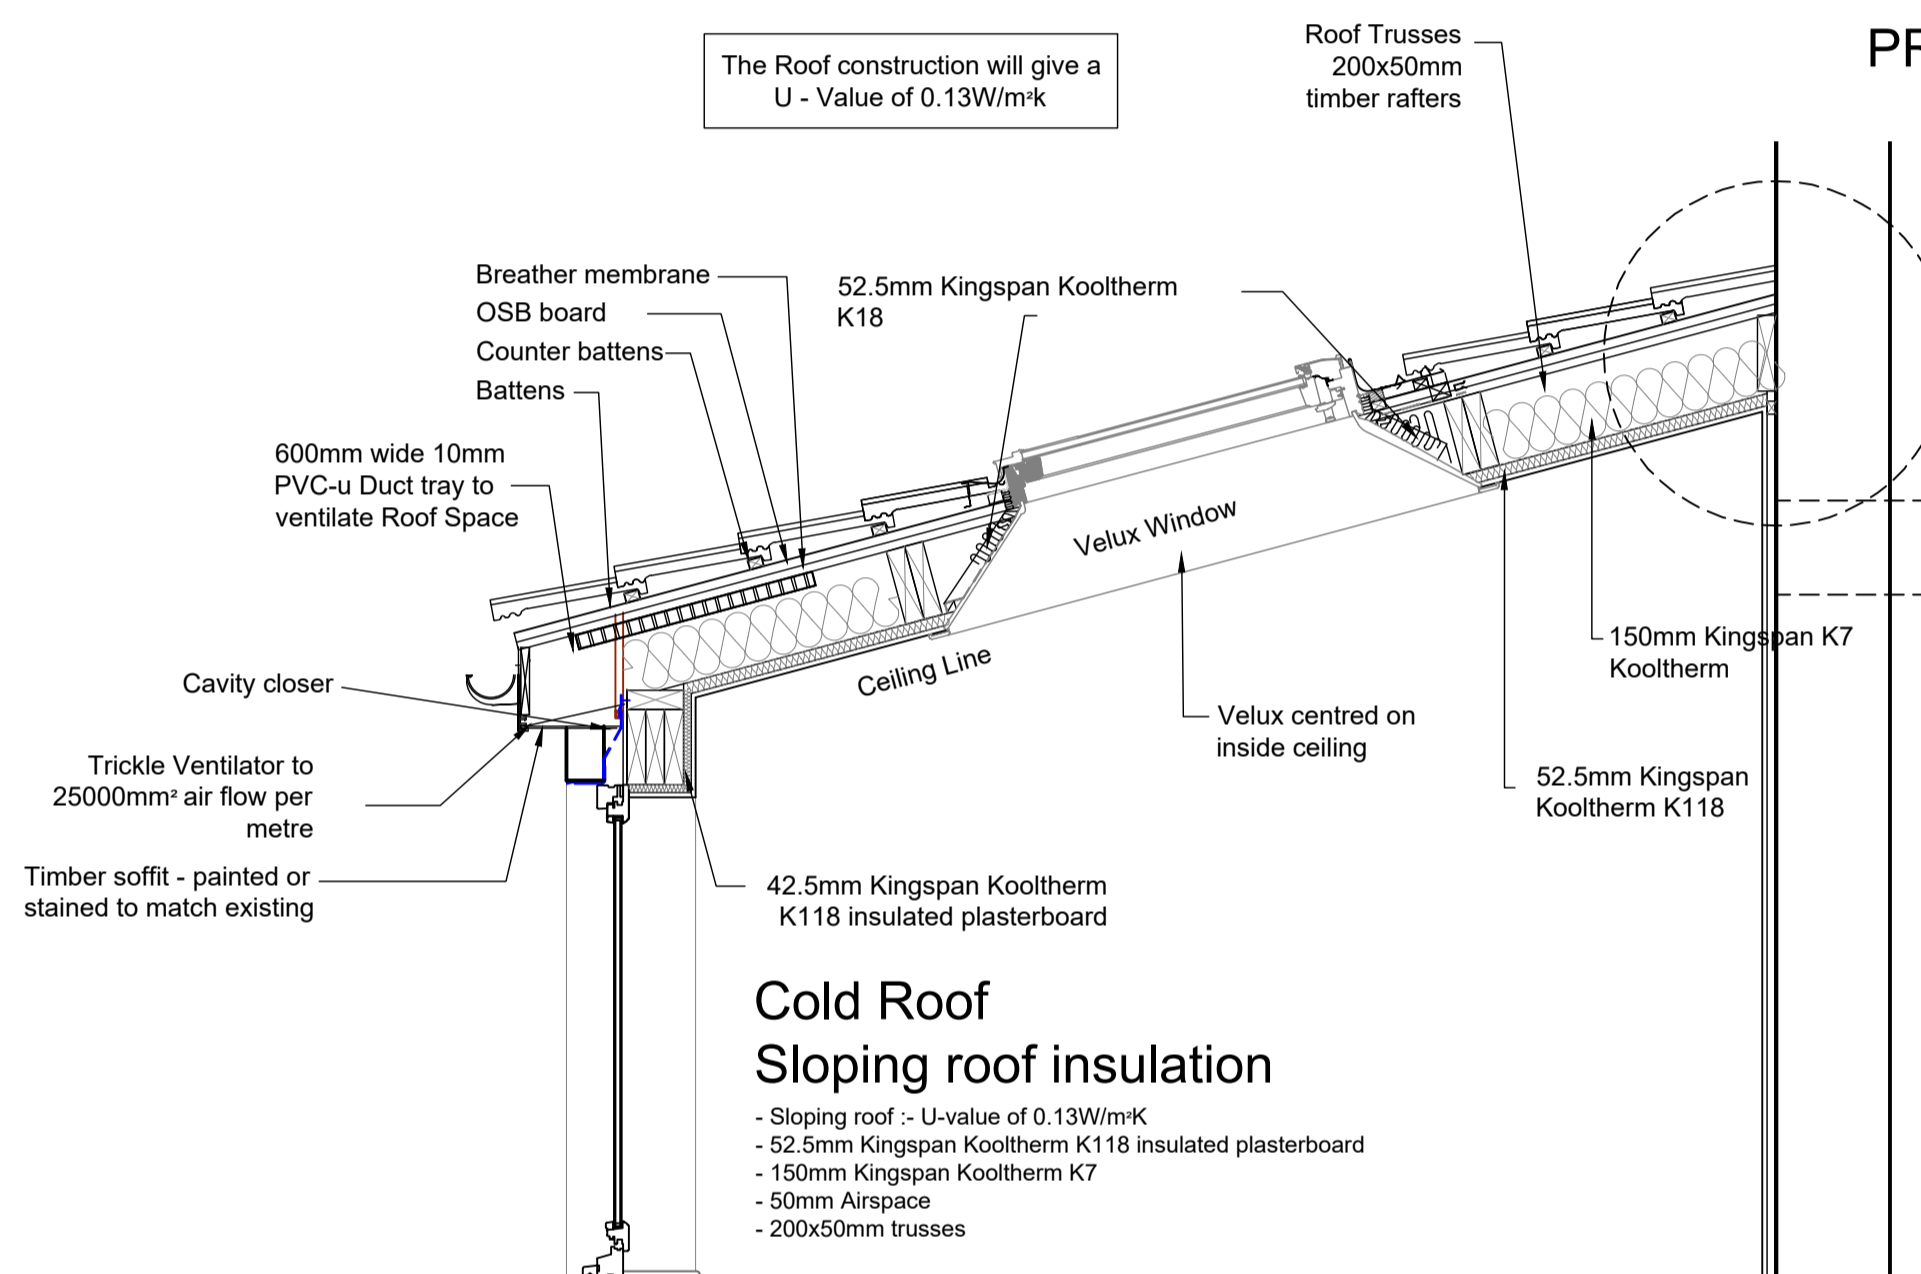 The Roof construction will give a
U - Value of 0.13W/m²k
Roof Trusses
200x50mm
timber rafters
PR
Breather membrane
OSB board
Counter battens
Battens
52.5mm Kingspan Kooltherm
K18
600mm wide 10mm
PVC-u Duct tray to
ventilate Roof Space
Velux Window
Ceiling Line
150mm Kingspan K7
Kooltherm
Cavity closer
Velux centred on
inside ceiling
Trickle Ventilator to
25000mm² air flow per
metre
52.5mm Kingspan
Kooltherm K118
Timber soffit - painted or
stained to match existing
42.5mm Kingspan Kooltherm
K118 insulated plasterboard
Cold Roof
Sloping roof insulation
- Sloping roof :- U-value of 0.13W/m²K
- 52.5mm Kingspan Kooltherm K118 insulated plasterboard
- 150mm Kingspan Kooltherm K7
- 50mm Airspace
- 200x50mm trusses